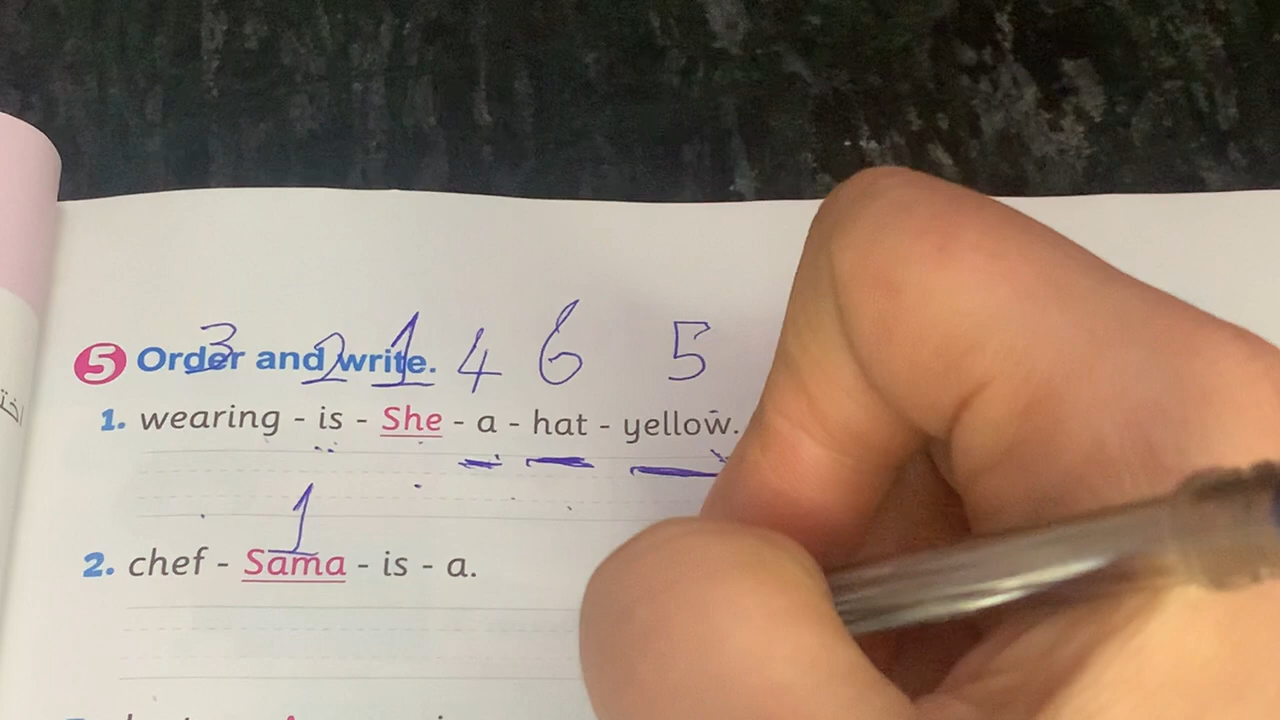 3 2 1 4 6 5
5 Order and write.
1. wearing - is - She - a - hat - yellow.
1
2. chef - Sama - is - a.